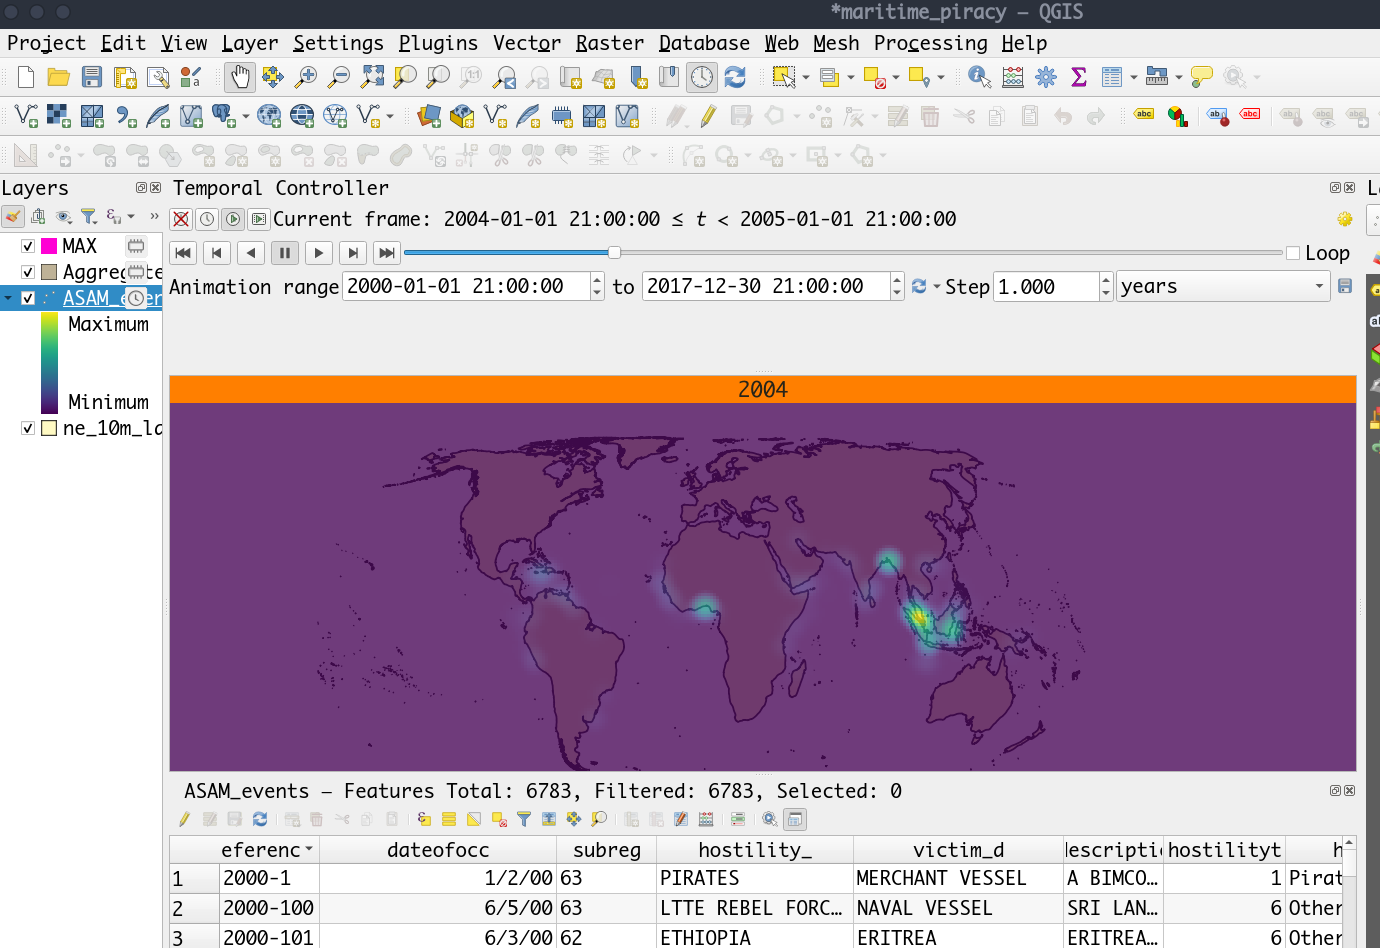 *maritime_piracy — QGIS
Project Edit View Layer Settings Plugins Vector Raster Database Web Mesh Processing Help
Layers
Temporal Controller
Current frame: 2004-01-01 21:00:00 ≤ t < 2005-01-01 21:00:00
Loop
Animation range 2000-01-01 21:00:00 to 2017-12-30 21:00:00 Step 1.000 years
MAX
Aggregate
ASAM_even
Maximum
Minimum
ne_10m_la
2004
ASAM_events — Features Total: 6783, Filtered: 6783, Selected: 0
eferenc dateofocc subreg hostility_ victim_d descripti hostilityt h
1 2000-1 1/2/00 63 PIRATES MERCHANT VESSEL A BIMCO… 1 Pirat
2 2000-100 6/5/00 63 LTTE REBEL FORC… NAVAL VESSEL SRI LAN… 6 Other
3 2000-101 6/3/00 62 ETHIOPIA ERITREA ERITREA… 6 Other